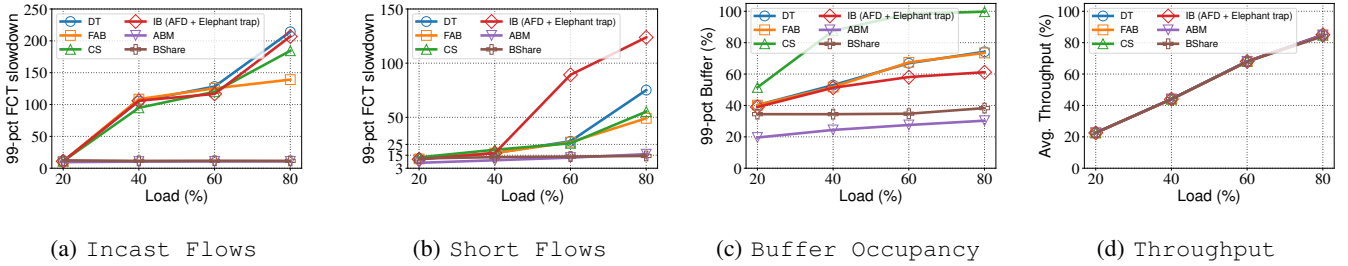 250
200
150
100
50
0
99-pct FCT slowdown
DT
FAB
CS
IB (AFD + Elephant trap)
ABM
BShare
20 40 60 80
Load (%)
(a) Incast Flows
150
100
50
25
15
3
99-pct FCT slowdown
DT
FAB
CS
IB (AFD + Elephant trap)
ABM
BShare
20 40 60 80
Load (%)
(b) Short Flows
100
80
60
40
20
0
99-pct Buffer (%)
DT
FAB
CS
IB (AFD + Elephant trap)
ABM
BShare
20 40 60 80
Load (%)
(c) Buffer Occupancy
100
80
60
40
20
0
Avg. Throughput (%)
DT
FAB
CS
IB (AFD + Elephant trap)
ABM
BShare
20 40 60 80
Load (%)
(d) Throughput